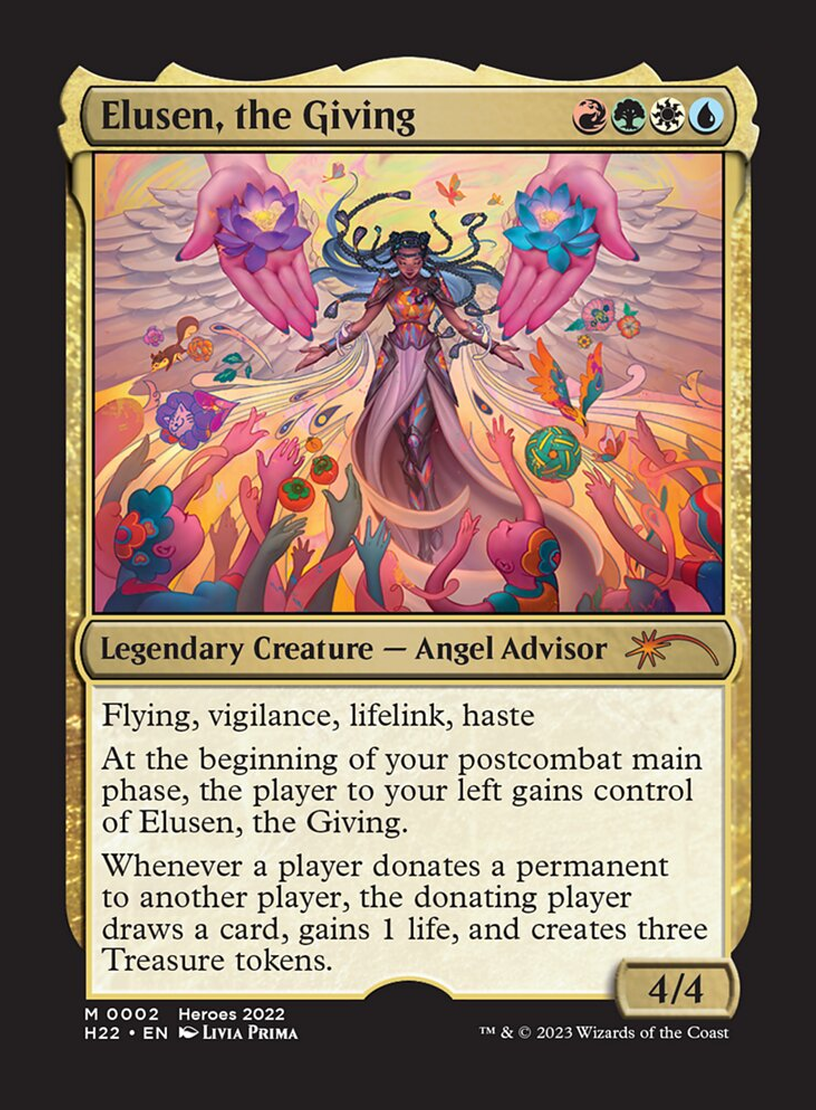 Elusen, the Giving
Legendary Creature — Angel Advisor
Flying, vigilance, lifelink, haste
At the beginning of your postcombat main
phase, the player to your left gains control
of Elusen, the Giving.
Whenever a player donates a permanent
to another player, the donating player
draws a card, gains 1 life, and creates three
Treasure tokens.
4/4
M 0002 Heroes 2022
H22 • EN Livia Prima
™ & © 2023 Wizards of the Coast